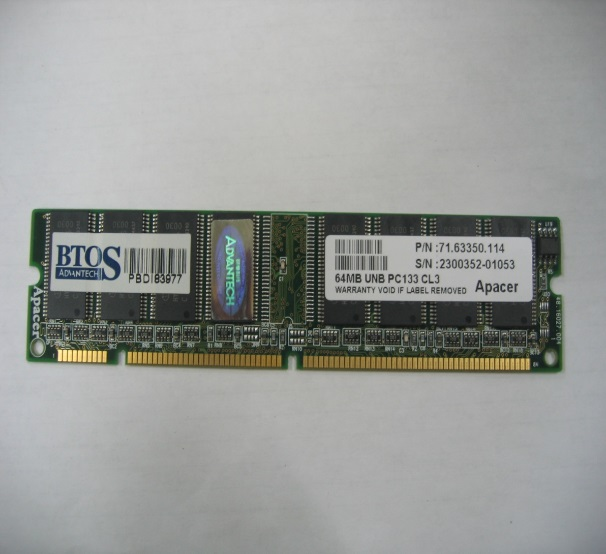 BTOS
ADVANTECH
PBDI83977
ADVANTECH
P/N :71.63350.114
S/N :2300352-01053
64MB UNB PC133 CL3
WARRANTY VOID IF LABEL REMOVED
Apacer
Apacer